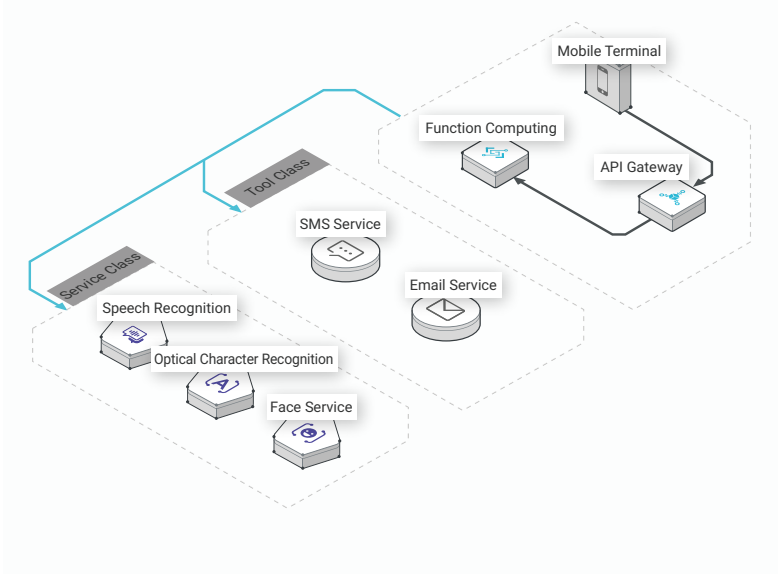 Mobile Terminal
Function Computing
API Gateway
Tool Class
SMS Service
Email Service
Service Class
Speech Recognition
Optical Character Recognition
A
Face Service